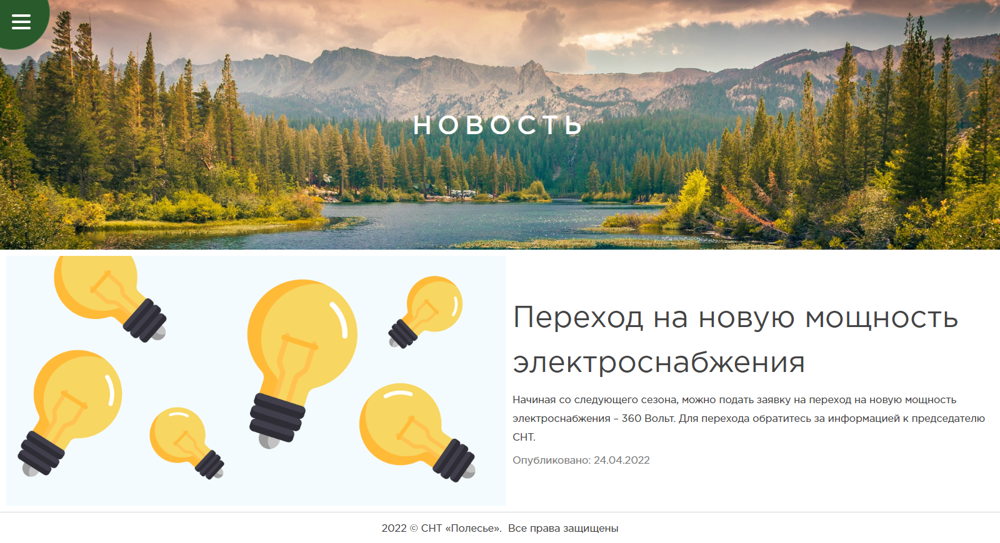 НОВОСТЬ
Переход на новую мощность
электроснабжения
Начиная со следующего сезона, можно подать заявку на переход на новую мощность
электроснабжения – 360 Вольт. Для перехода обратитесь за информацией к председателю
СНТ.
Опубликовано: 24.04.2022
2022 © СНТ «Полесье». Все права защищены